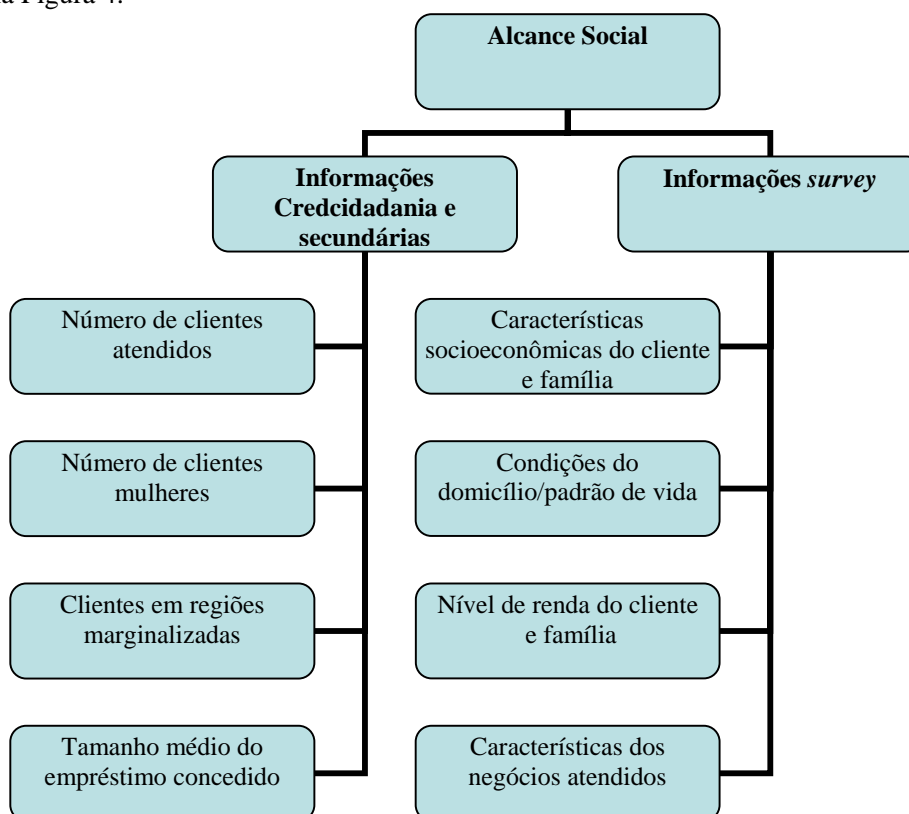 na Figura 4.
Alcance Social
Informações
Credcidadania e
secundárias
Informações survey
Número de clientes
atendidos
Número de clientes
mulheres
Clientes em regiões
marginalizadas
Tamanho médio do
empréstimo concedido
Características
socioeconômicas do cliente
e família
Condições do
domicílio/padrão de vida
Nível de renda do cliente
e família
Características dos
negócios atendidos